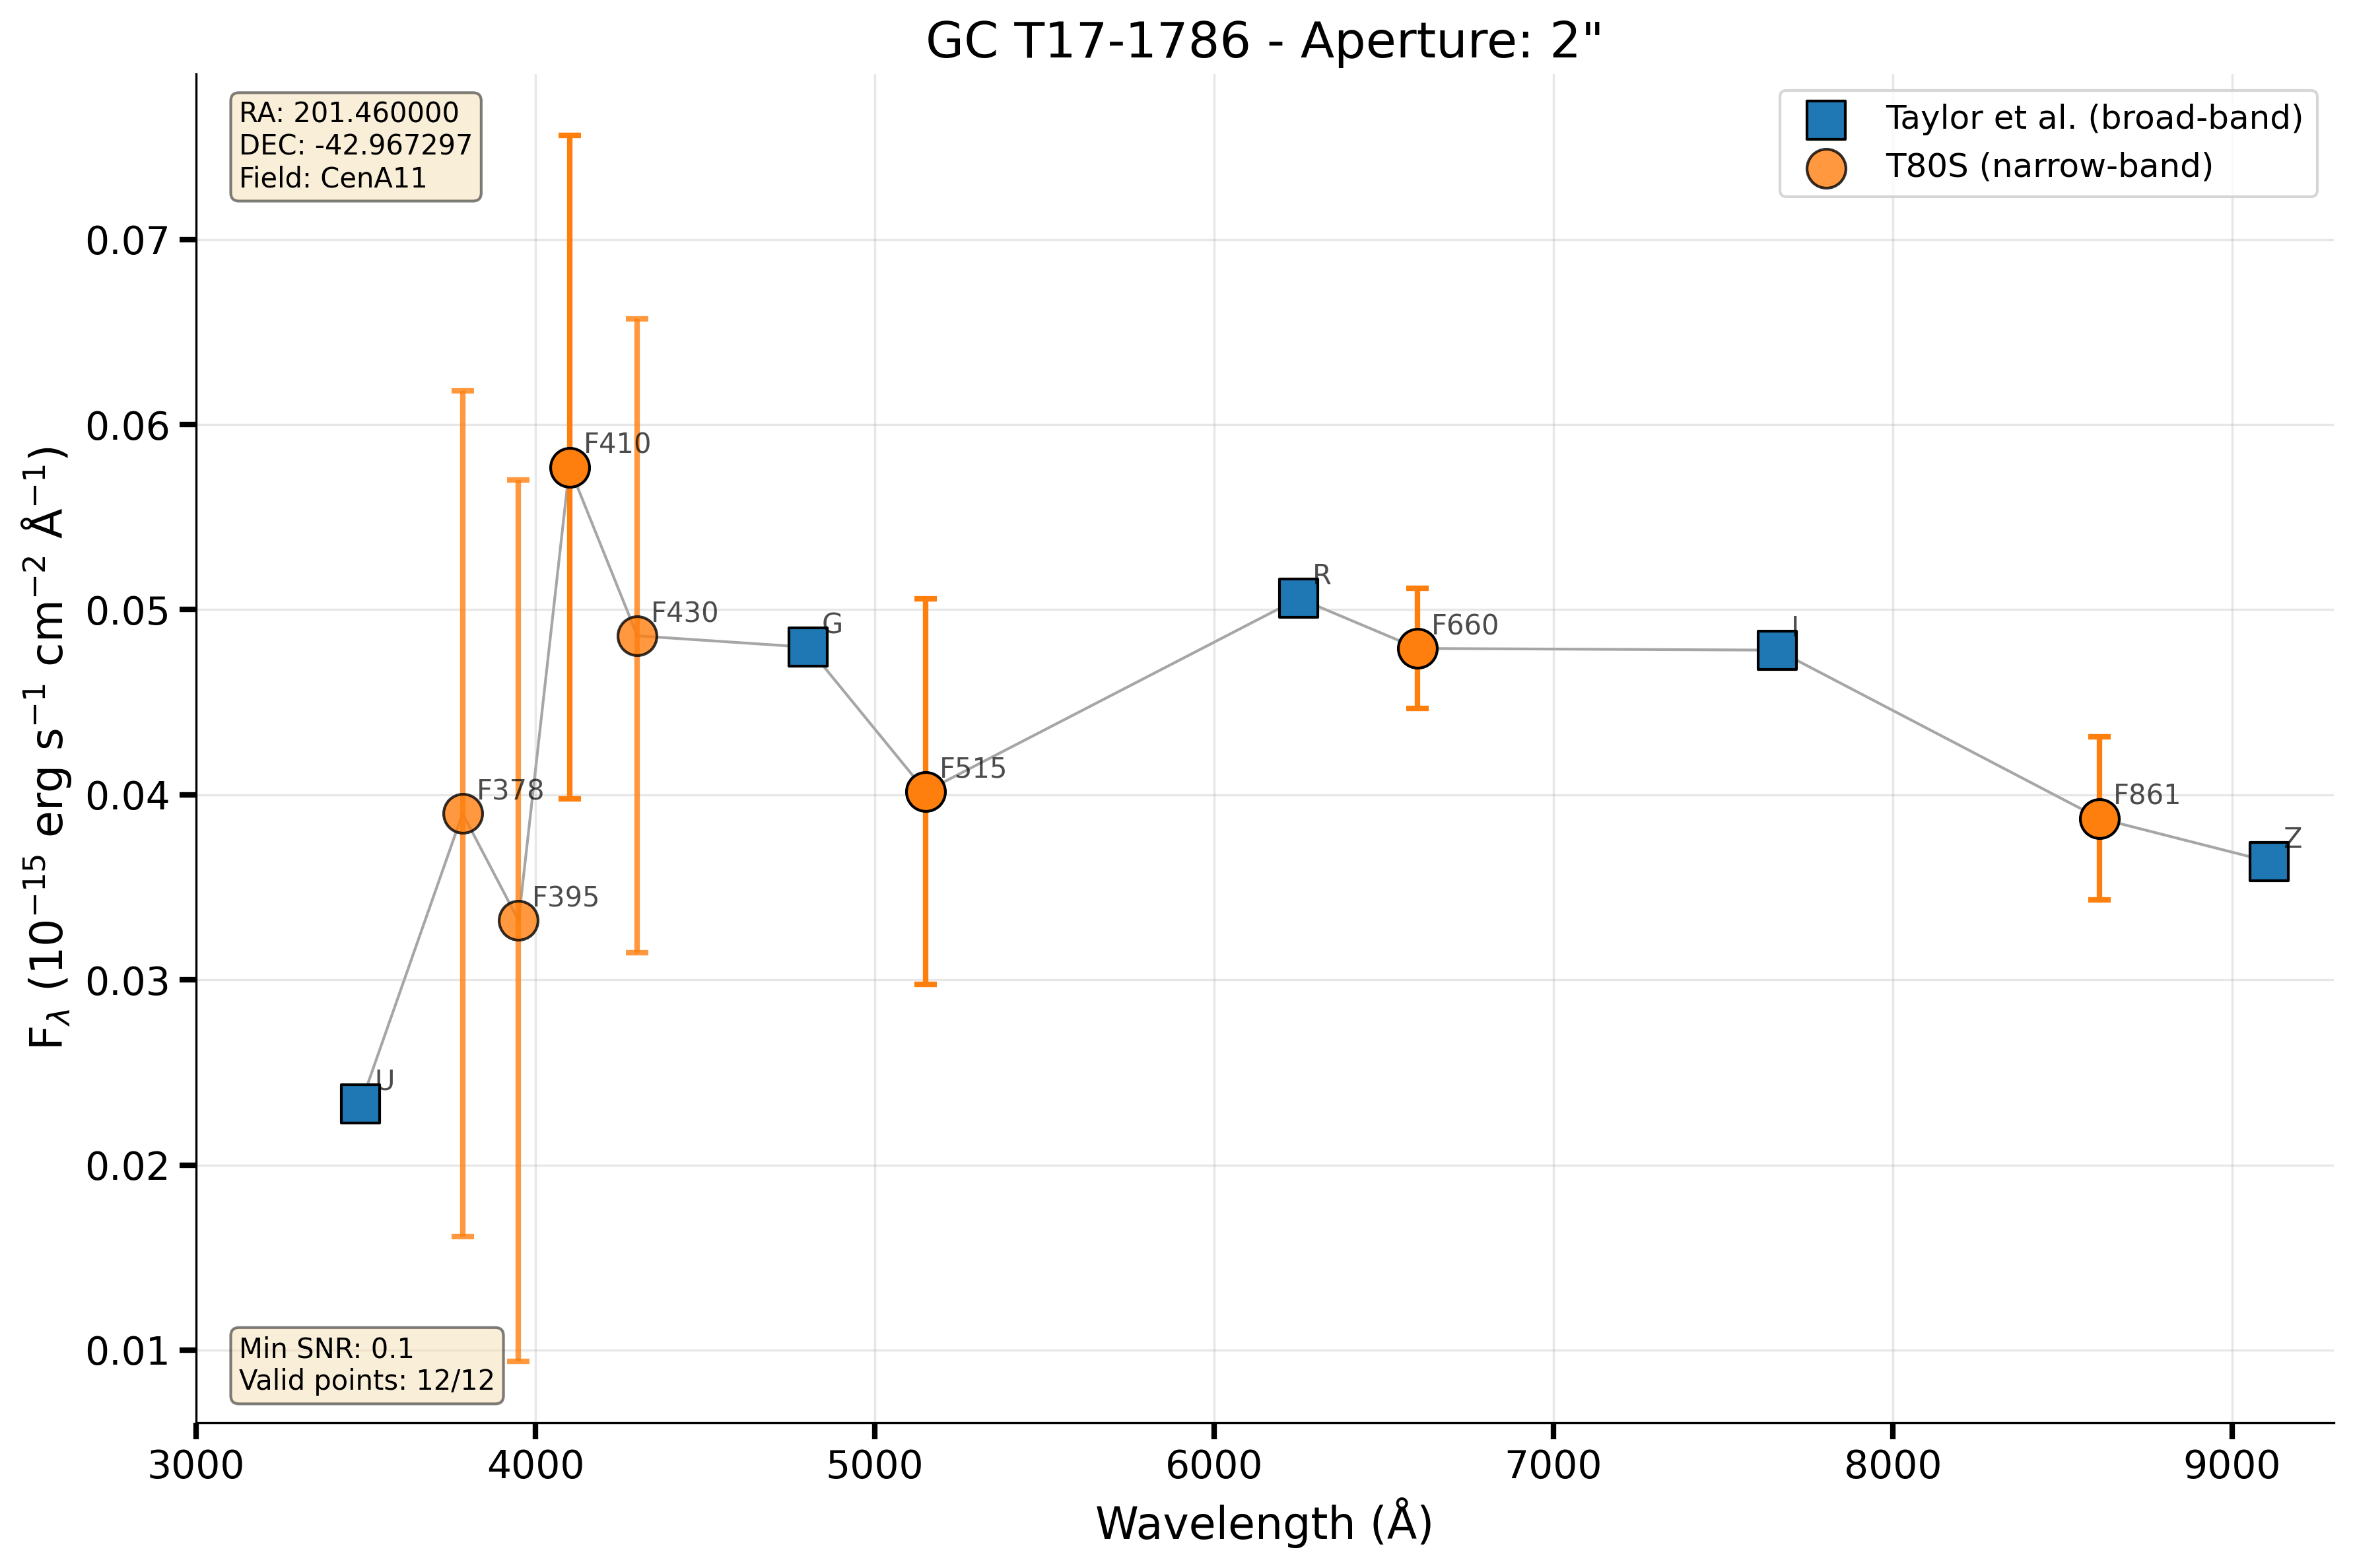 GC T17-1786 - Aperture: 2"
RA: 201.460000
DEC: -42.967297
Field: CenA11
Taylor et al. (broad-band)
T80S (narrow-band)
F_λ (10⁻¹⁵ erg s⁻¹ cm⁻² Å⁻¹)
0.07
0.06
0.05
0.04
0.03
0.02
0.01
U
F378
F395
F410
F430
G
F515
R
F660
I
F861
Z
Min SNR: 0.1
Valid points: 12/12
3000 4000 5000 6000 7000 8000 9000
Wavelength (Å)